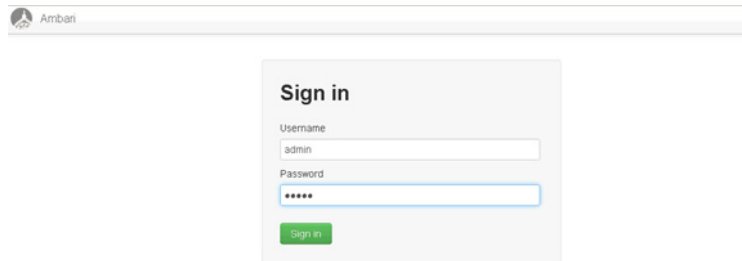 Ambari
Sign in
Username
admin
Password
•••••
Sign in